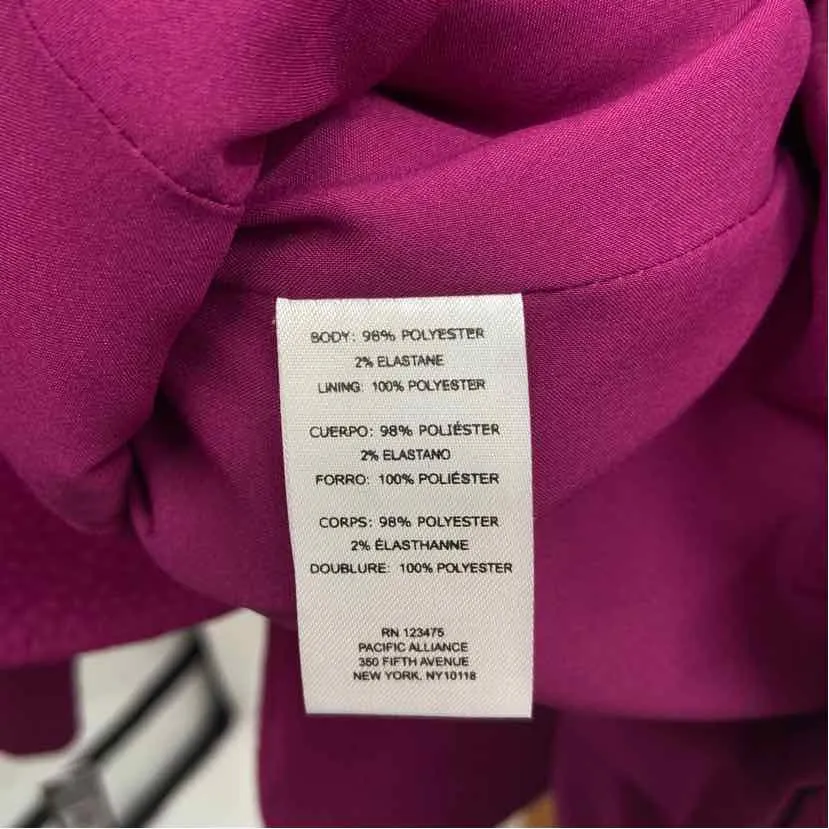 BODY: 98% POLYESTER
2% ELASTANE
LINING: 100% POLYESTER
CUERPO: 98% POLIÉSTER
2% ELASTANO
FORRO: 100% POLIÉSTER
CORPS: 98% POLYESTER
2% ÉLASTHANNE
DOUBLURE: 100% POLYESTER
RN 123475
PACIFIC ALLIANCE
350 FIFTH AVENUE
NEW YORK, NY10118